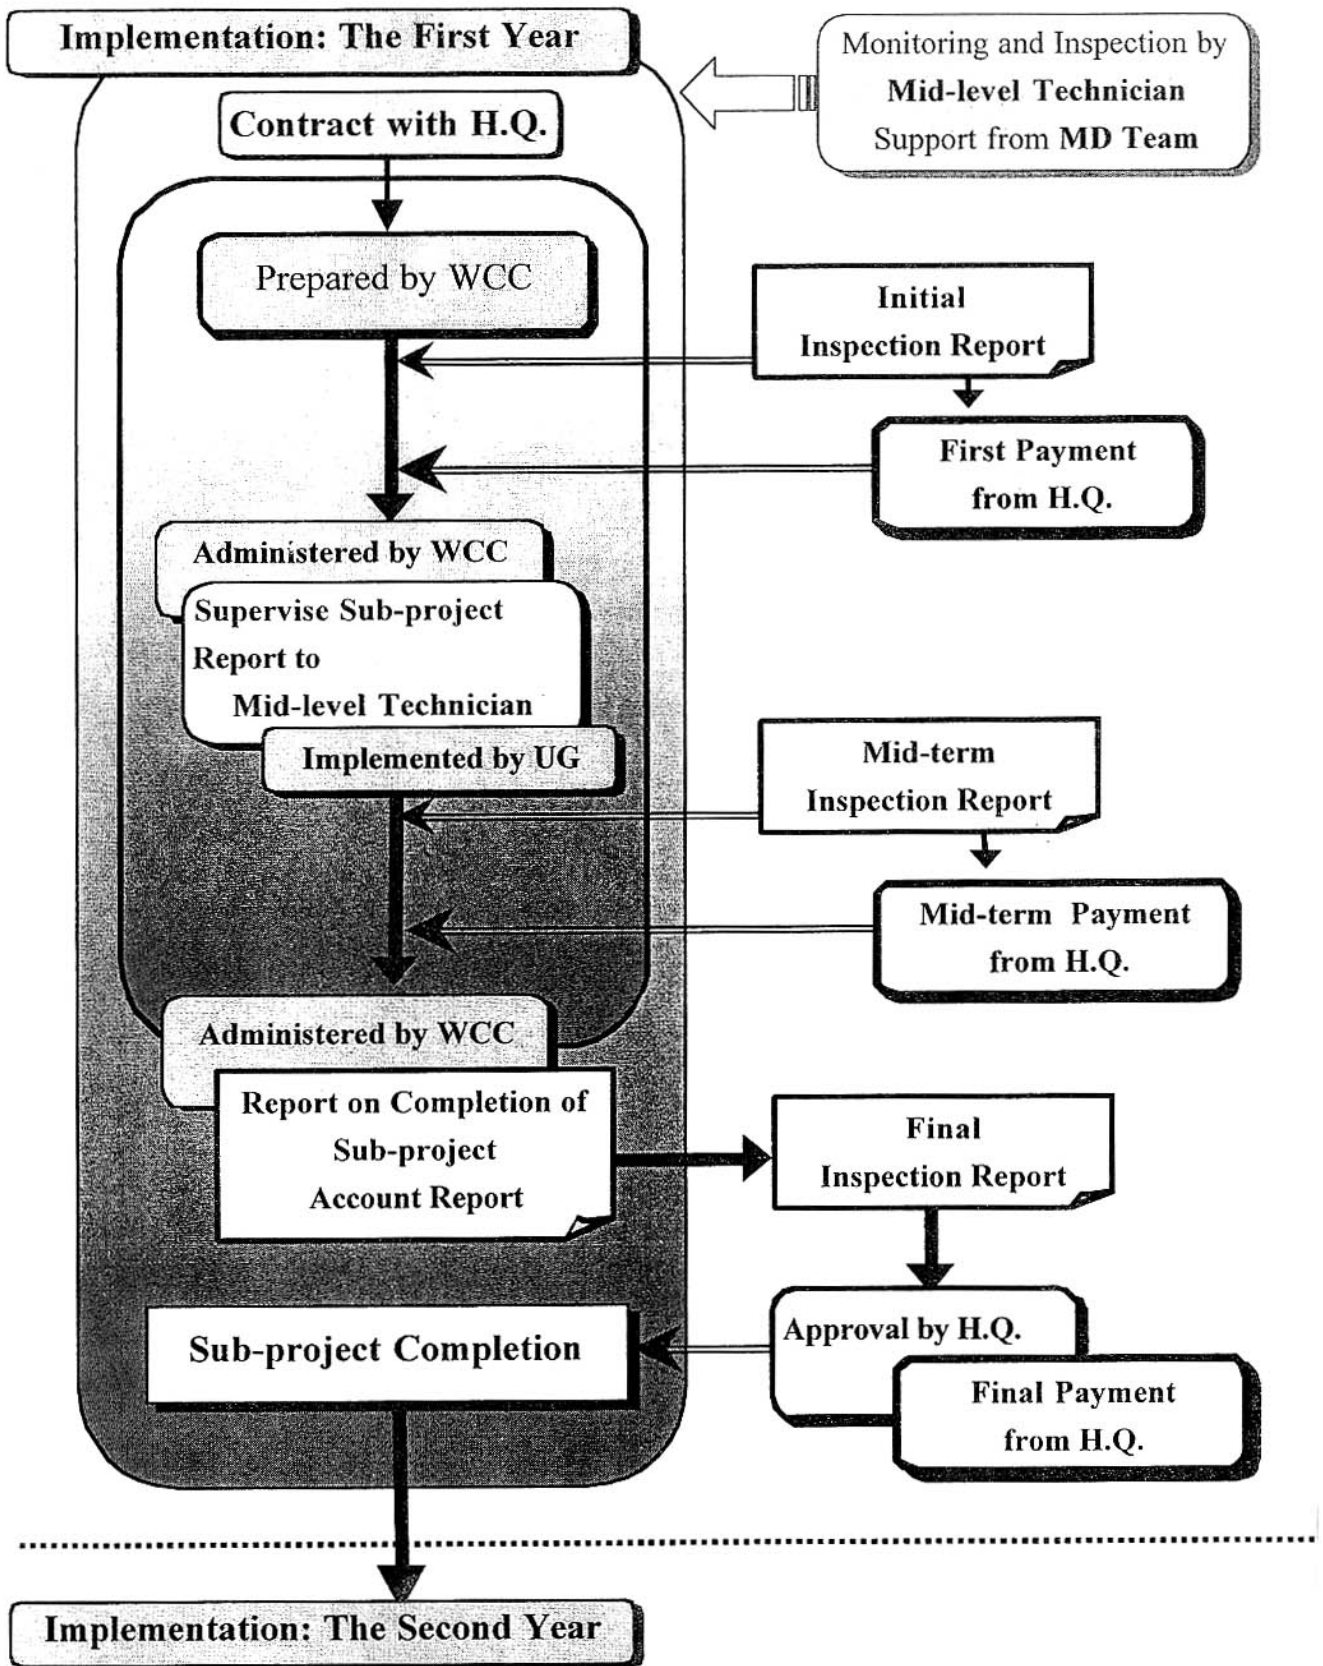 Implementation: The First Year
Monitoring and Inspection by
Mid-level Technician
Support from MD Team
Contract with H.Q.
Prepared by WCC
Initial
Inspection Report
First Payment
from H.Q.
Administered by WCC
Supervise Sub-project
Report to
Mid-level Technician
Implemented by UG
Mid-term
Inspection Report
Mid-term Payment
from H.Q.
Administered by WCC
Report on Completion of
Sub-project
Account Report
Final
Inspection Report
Approval by H.Q.
Final Payment
from H.Q.
Sub-project Completion
Implementation: The Second Year